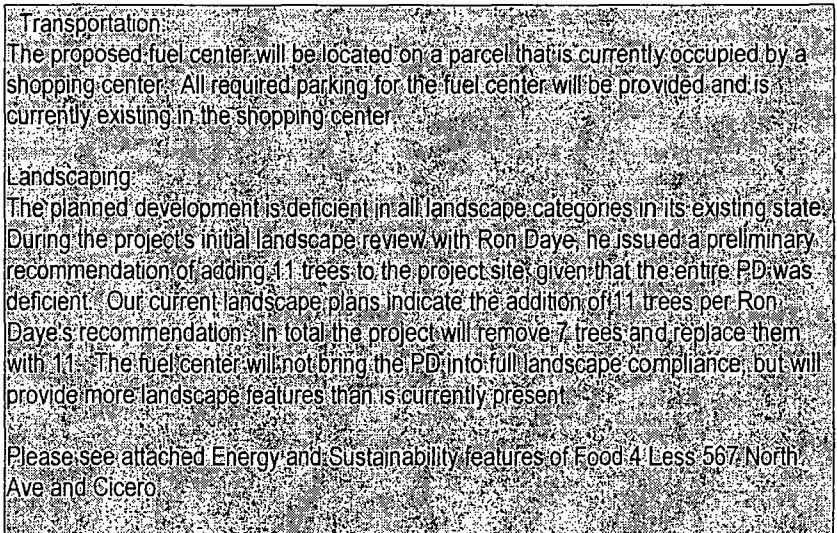 Transportation:
The proposed fuel center will be located on a parcel that is currently occupied by a
shopping center. All required parking for the fuel center will be provided and is
currently existing in the shopping center.
Landscaping:
The planned development is deficient in all landscape categories in its existing state.
During the project's initial landscape review with Ron Daye, he issued a preliminary
recommendation of adding 11 trees to the project site, given that the entire PD was
deficient. Our current landscape plans indicate the addition of 11 trees per Ron
Daye's recommendation. In total the project will remove 7 trees and replace them
with 11. The fuel center will not bring the PD into full landscape compliance, but will
provide more landscape features than is currently present.
Please see attached Energy and Sustainability features of Food 4 Less 567 North
Ave and Cicero.